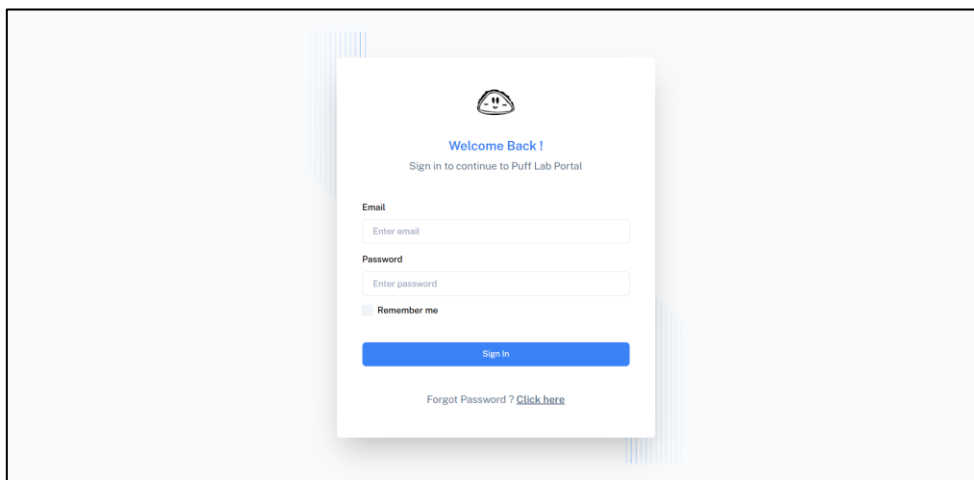 Welcome Back !
Sign in to continue to Puff Lab Portal
Email
Enter email
Password
Enter password
Remember me
Sign In
Forgot Password ? Click here